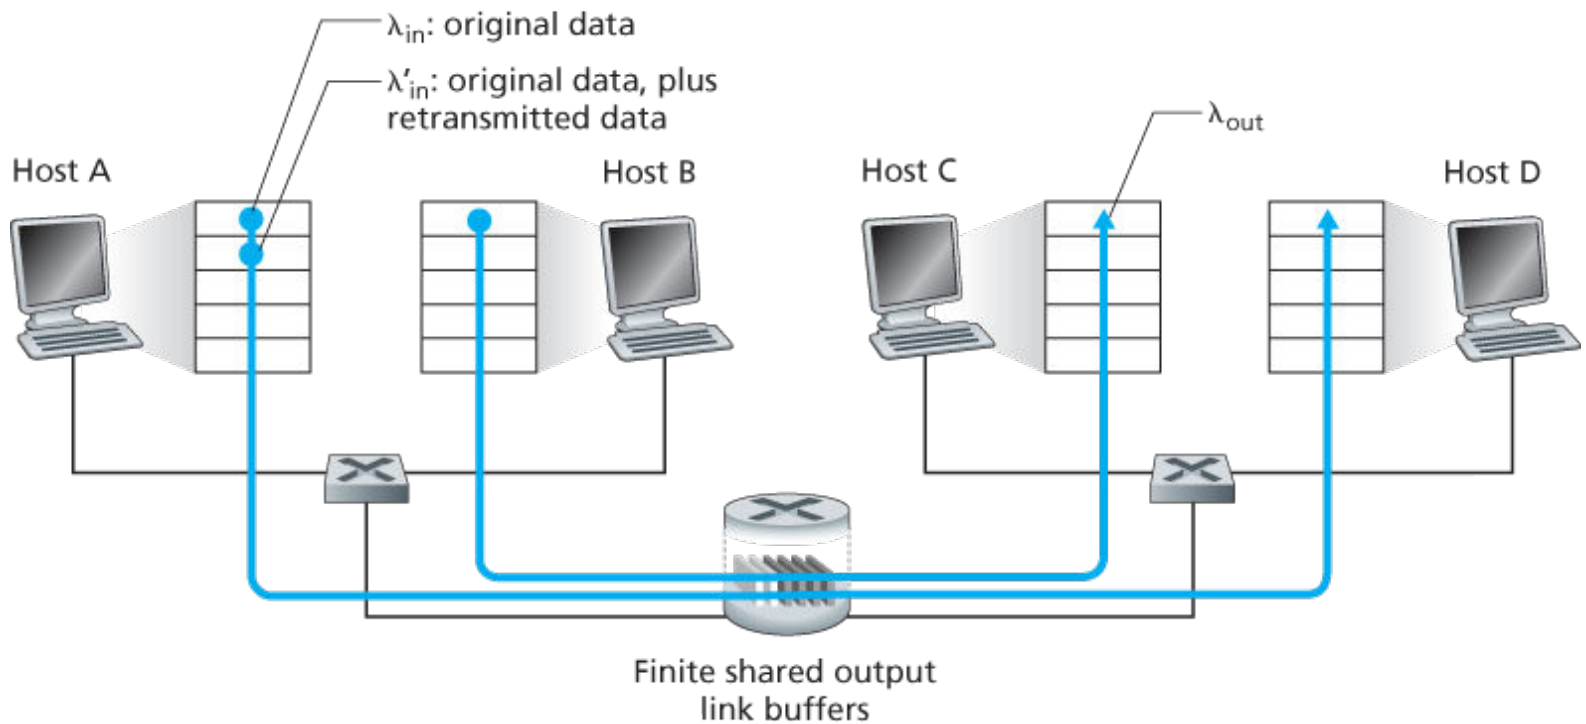 λin: original data
λ'in: original data, plus
retransmitted data
λout
Host A
Host B
Host C
Host D
Finite shared output
link buffers